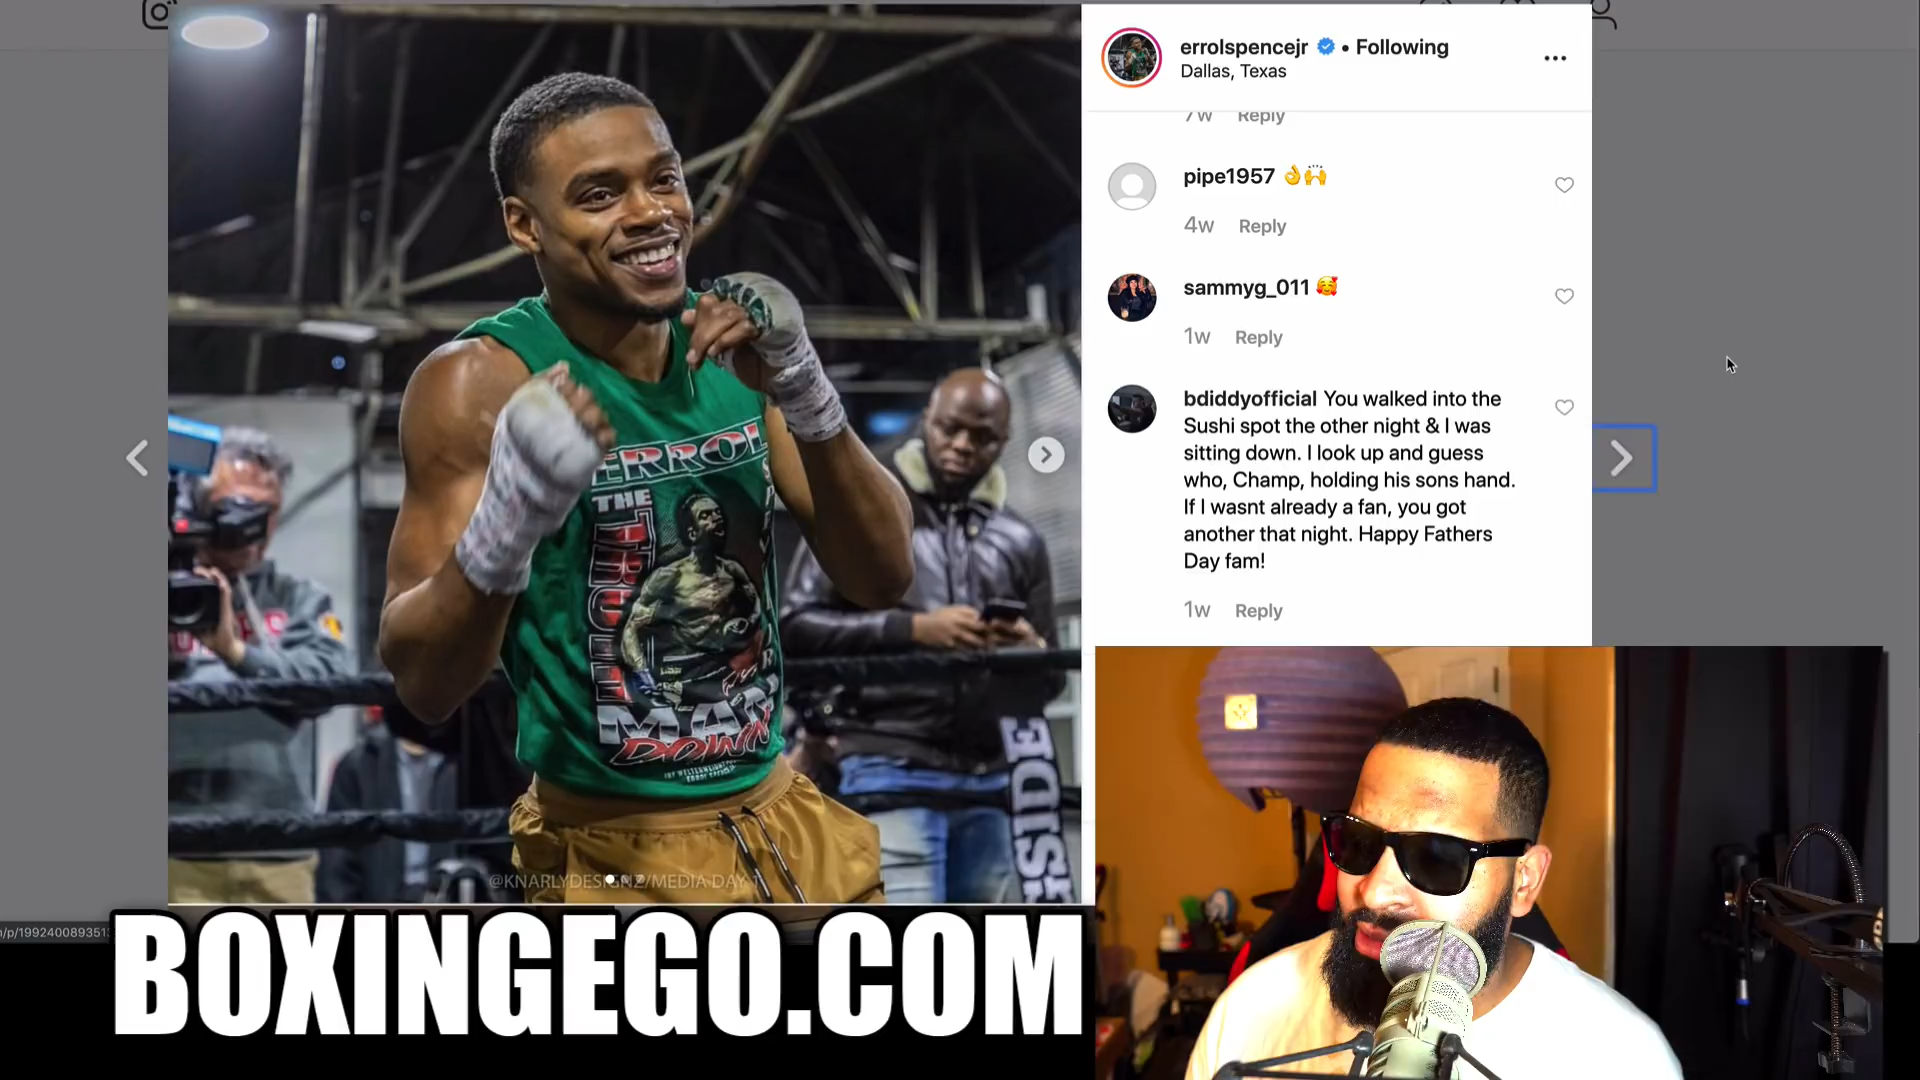 errolspencejr • Following
Dallas, Texas
7w Reply
pipe1957 👌🙌
4w Reply
sammyg_011 🥰
1w Reply
bdiddyofficial You walked into the
Sushi spot the other night & I was
sitting down. I look up and guess
who, Champ, holding his sons hand.
If I wasnt already a fan, you got
another that night. Happy Fathers
Day fam!
1w Reply
ERROL
THE
TRUTH
MAN
DOWN
GSIDE
@KNARLYDESIGNZ/MEDIA DAY
BOXINGEGO.COM